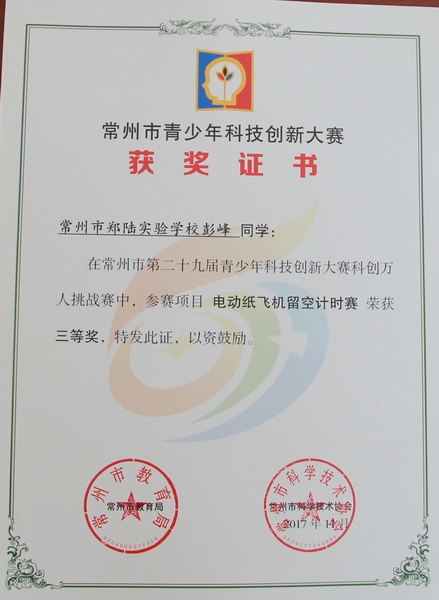 常州市青少年科技创新大赛
获奖证书
常州市郑陆实验学校彭峰 同学：
在常州市第二十九届青少年科技创新大赛科创万
人挑战赛中，参赛项目 电动纸飞机留空计时赛 荣获
三等奖，特发此证，以资鼓励。
常州市教育局
常州市教育局
常州市科学技术协会
常州市科学技术协会
2017年11月